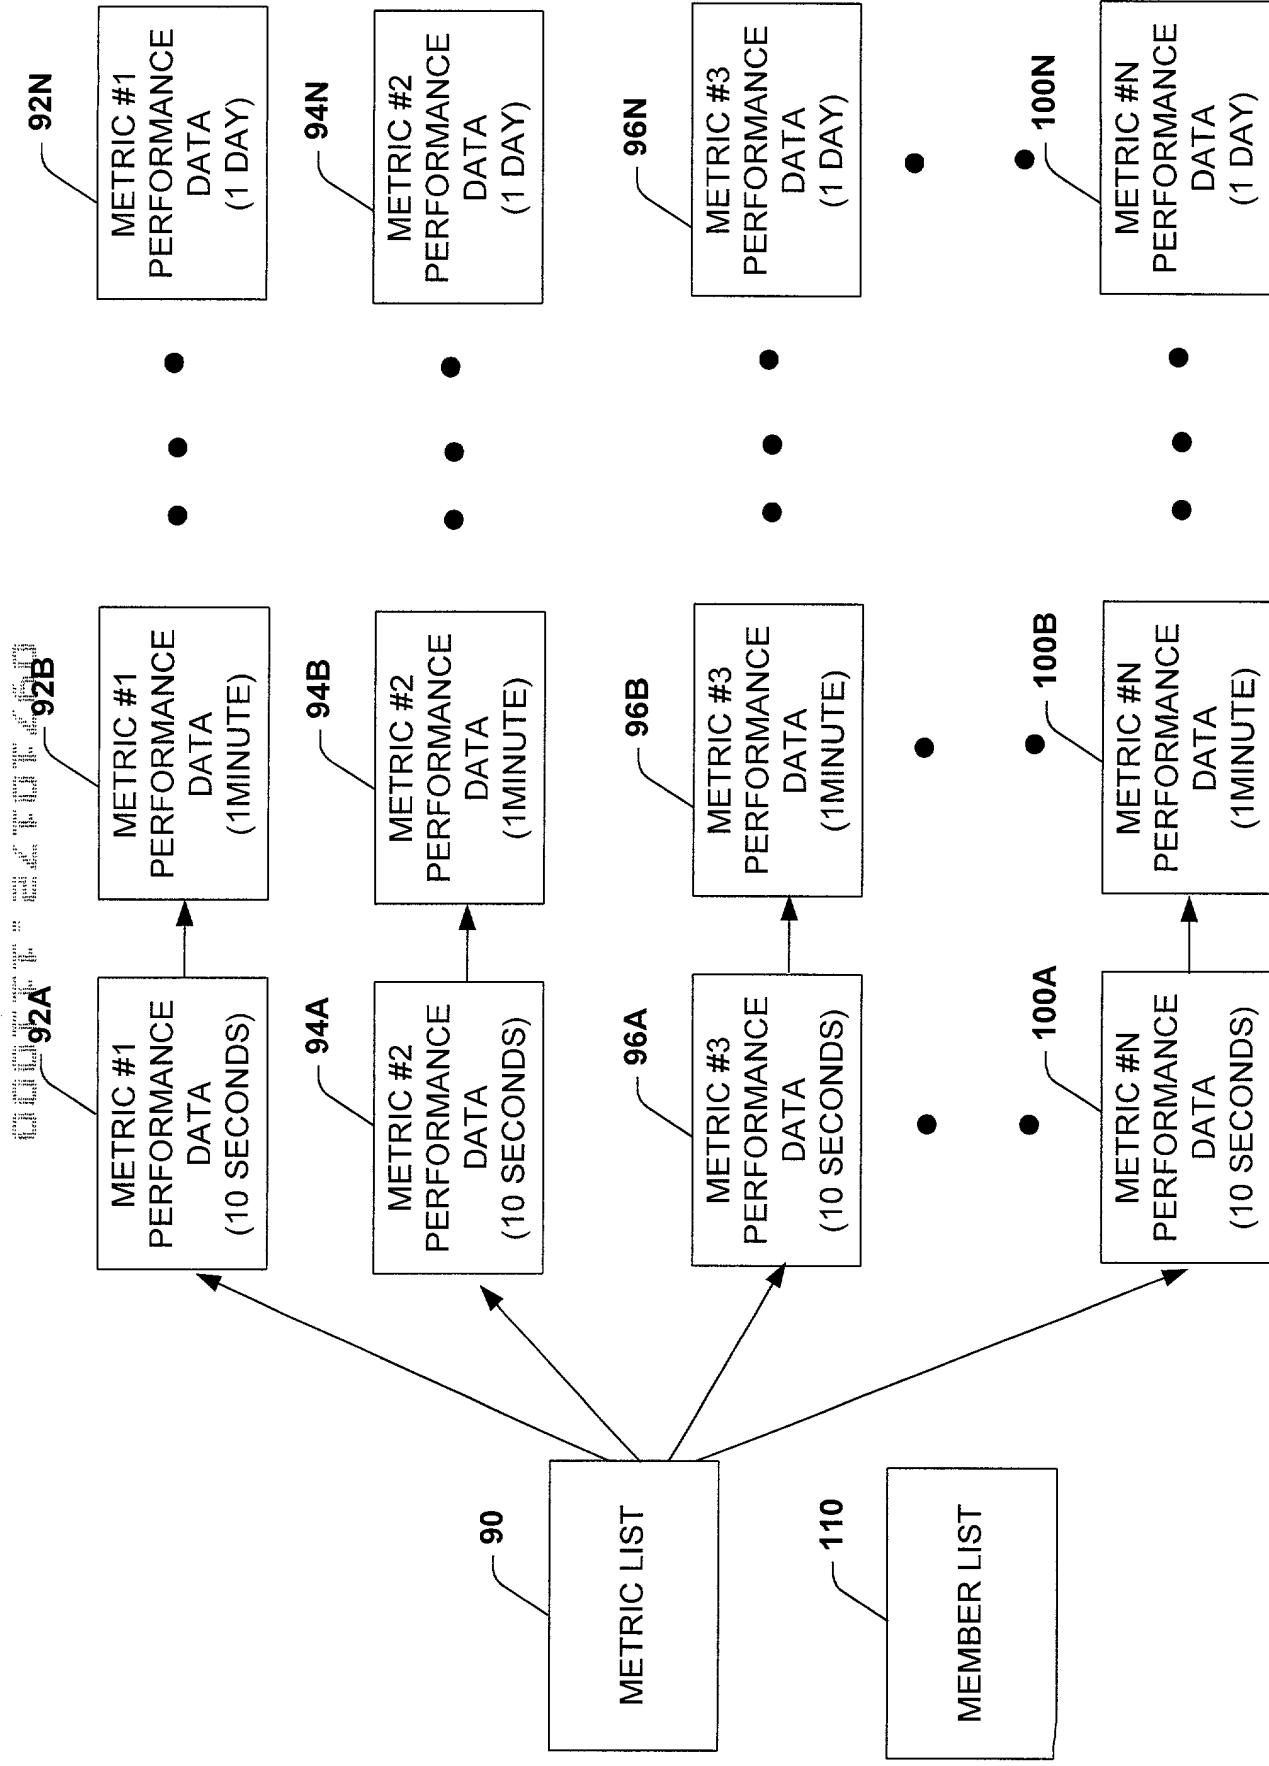 92A
METRIC #1
PERFORMANCE
DATA
(10 SECONDS)
92B
METRIC #1
PERFORMANCE
DATA
(1MINUTE)
92N
METRIC #1
PERFORMANCE
DATA
(1 DAY)
94A
METRIC #2
PERFORMANCE
DATA
(10 SECONDS)
94B
METRIC #2
PERFORMANCE
DATA
(1MINUTE)
94N
METRIC #2
PERFORMANCE
DATA
(1 DAY)
90
METRIC LIST
96A
METRIC #3
PERFORMANCE
DATA
(10 SECONDS)
96B
METRIC #3
PERFORMANCE
DATA
(1MINUTE)
96N
METRIC #3
PERFORMANCE
DATA
(1 DAY)
110
MEMBER LIST
100A
METRIC #N
PERFORMANCE
DATA
(10 SECONDS)
100B
METRIC #N
PERFORMANCE
DATA
(1MINUTE)
100N
METRIC #N
PERFORMANCE
DATA
(1 DAY)